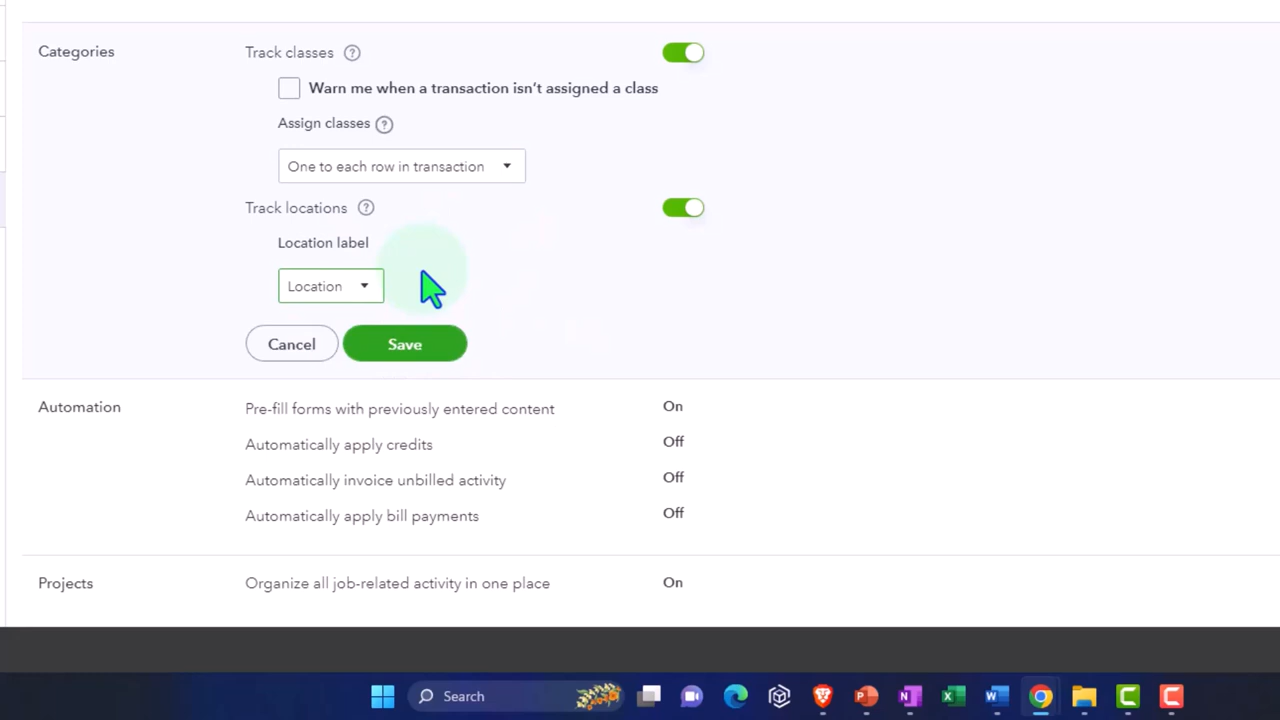 Categories
Track classes ?
Warn me when a transaction isn't assigned a class
Assign classes ?
One to each row in transaction
Track locations ?
Location label
Location
Cancel Save
Automation
Pre-fill forms with previously entered content On
Automatically apply credits Off
Automatically invoice unbilled activity Off
Automatically apply bill payments Off
Projects
Organize all job-related activity in one place On
Search